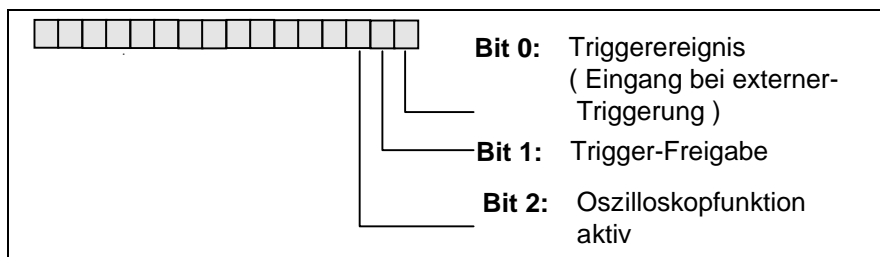 Bit 0: Triggerereignis
( Eingang bei externer-
Triggerung )
Bit 1: Trigger-Freigabe
Bit 2: Oszilloskopfunktion
aktiv